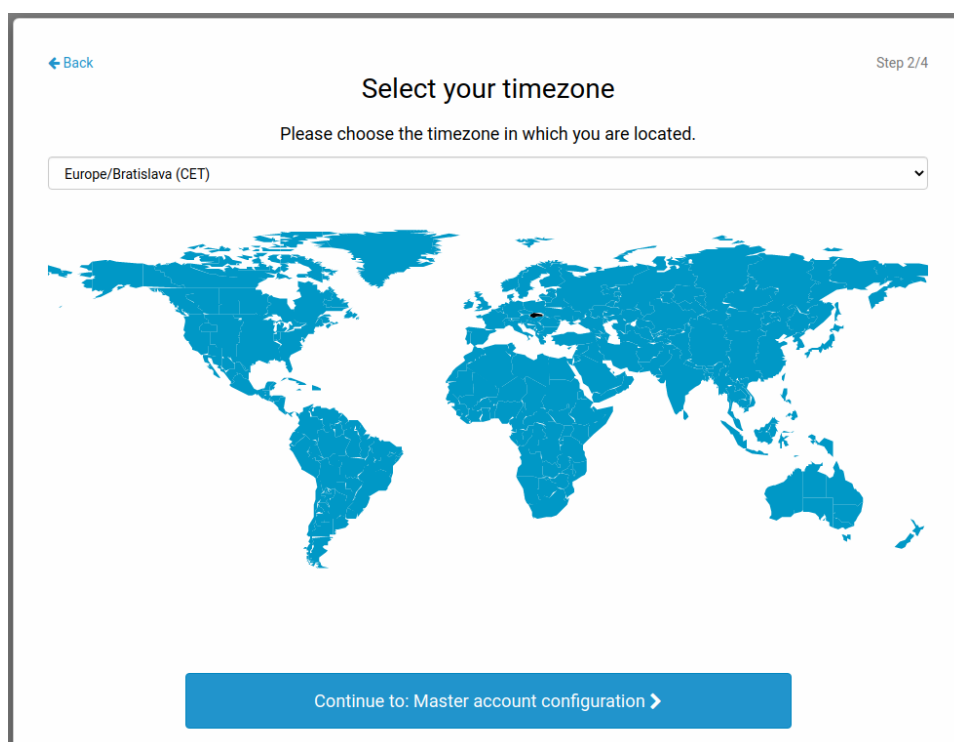 Back
Step 2/4
Select your timezone
Please choose the timezone in which you are located.
Europe/Bratislava (CET)
Continue to: Master account configuration